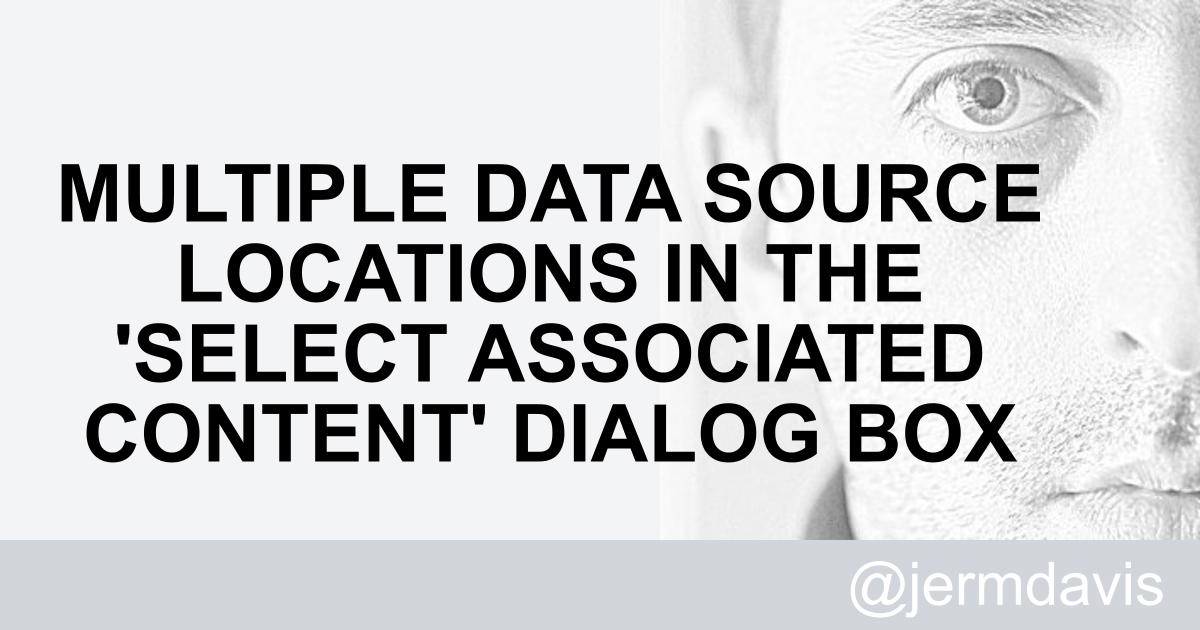 MULTIPLE DATA SOURCE
LOCATIONS IN THE
'SELECT ASSOCIATED
CONTENT' DIALOG BOX
@jermdavis